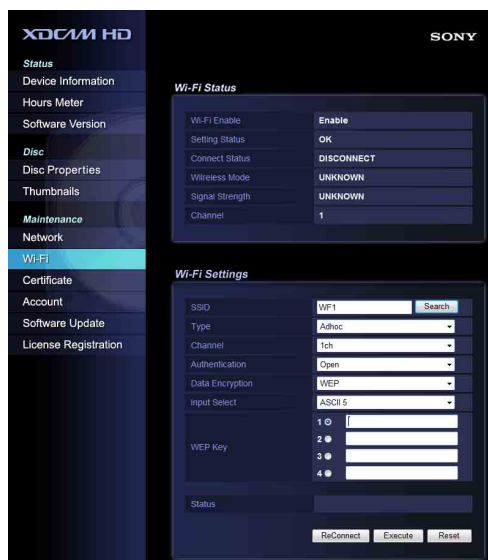 XDCAM HD
SONY
Status
Device Information
Hours Meter
Software Version
Disc
Disc Properties
Thumbnails
Maintenance
Network
Wi-Fi
Certificate
Account
Software Update
License Registration
Wi-Fi Status
Wi-Fi Enable Enable
Setting Status OK
Connect Status DISCONNECT
Wilreless Mode UNKNOWN
Signal Strength UNKNOWN
Channel 1
Wi-Fi Settings
SSID WF1 Search
Type Adhoc
Channel 1ch
Authentication Open
Data Encryption WEP
Input Select ASCII 5
WEP Key
1
2
3
4
Status
ReConnect Execute Reset